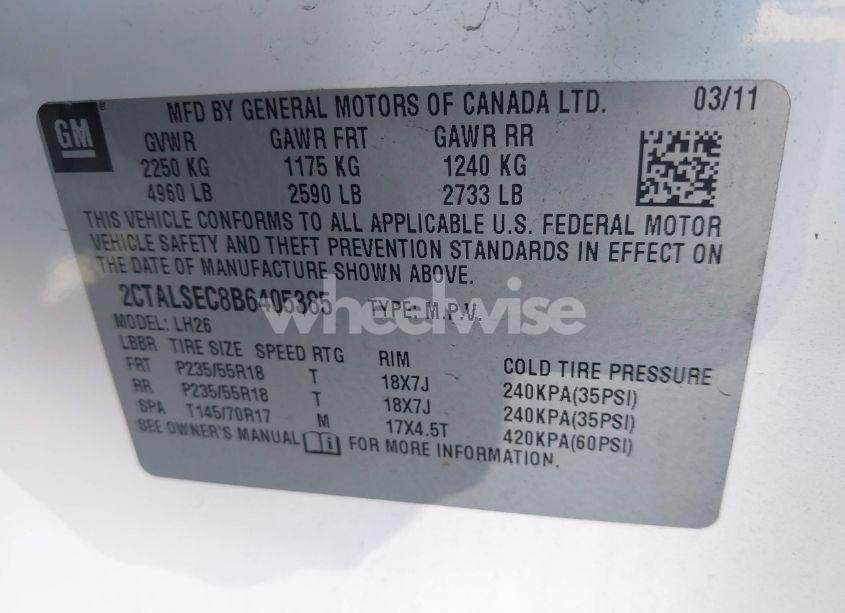 GM
MFD BY GENERAL MOTORS OF CANADA LTD. 03/11
GVWR GAWR FRT GAWR RR
2250 KG 1175 KG 1240 KG
4960 LB 2590 LB 2733 LB
THIS VEHICLE CONFORMS TO ALL APPLICABLE U.S. FEDERAL MOTOR
VEHICLE SAFETY AND THEFT PREVENTION STANDARDS IN EFFECT ON
THE DATE OF MANUFACTURE SHOWN ABOVE.
2CTALSEC8B6405385 TYPE: M.P.V.
wheelwise
MODEL: LH26
LBBR TIRE SIZE SPEED RTG RIM COLD TIRE PRESSURE
FRT P235/55R18 T 18X7J 240KPA(35PSI)
RR P235/55R18 T 18X7J 240KPA(35PSI)
SPA T145/70R17 M 17X4.5T 420KPA(60PSI)
SEE OWNER'S MANUAL FOR MORE INFORMATION.